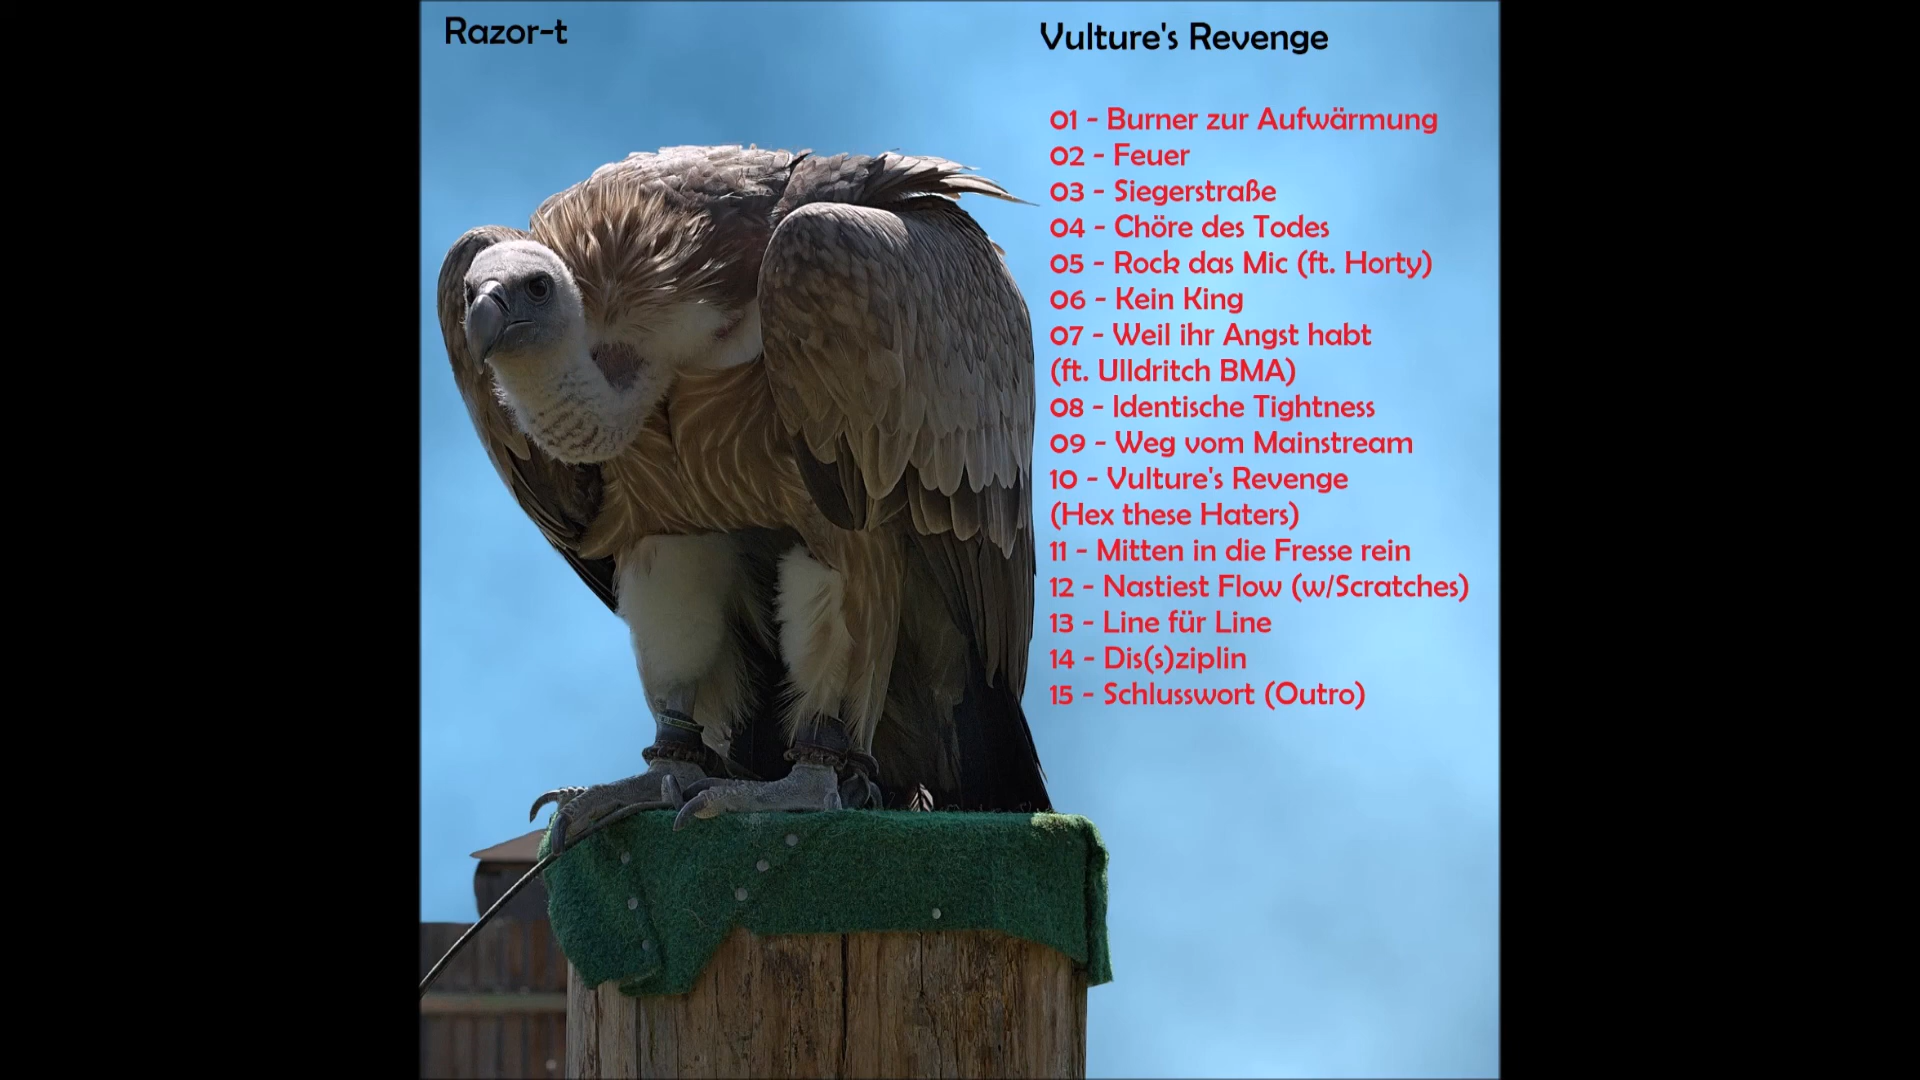 Razor-t
Vulture's Revenge
01 - Burner zur Aufwärmung
02 - Feuer
03 - Siegerstraße
04 - Chöre des Todes
05 - Rock das Mic (ft. Horty)
06 - Kein King
07 - Weil ihr Angst habt
(ft. Ulldritch BMA)
08 - Identische Tightness
09 - Weg vom Mainstream
10 - Vulture's Revenge
(Hex these Haters)
11 - Mitten in die Fresse rein
12 - Nastiest Flow (w/Scratches)
13 - Line für Line
14 - Dis(s)ziplin
15 - Schlusswort (Outro)